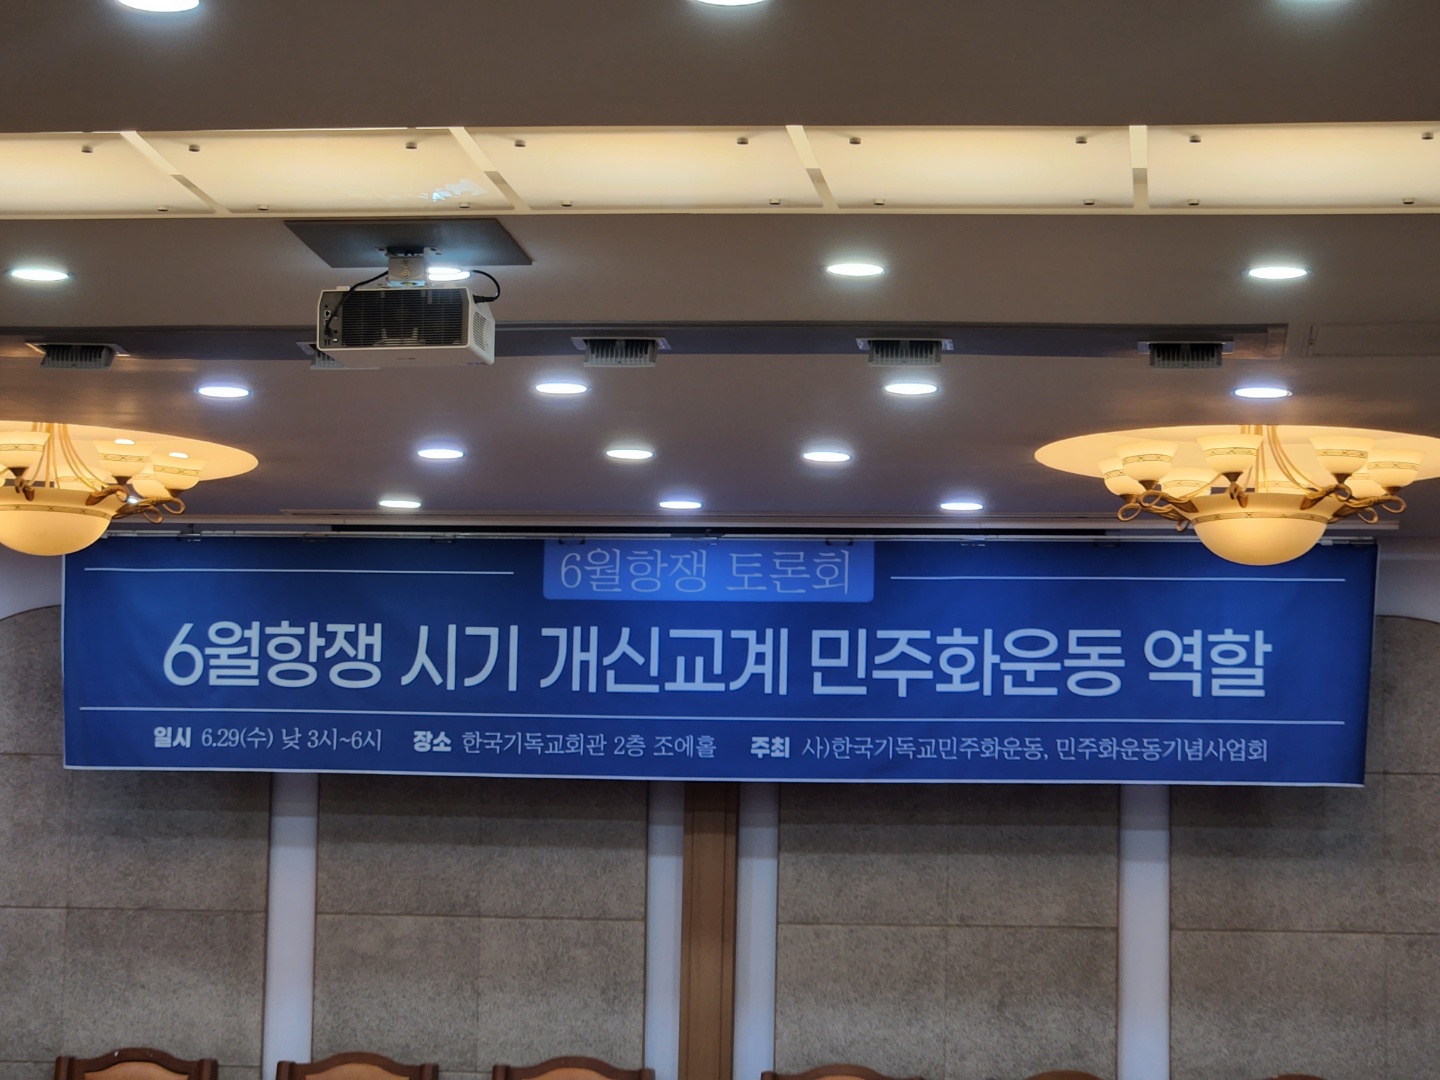 6월항쟁 토론회
6월항쟁 시기 개신교계 민주화운동 역할
일시 6.29(수) 낮 3시~6시 장소 한국기독교회관 2층 조에홀 주최 사)한국기독교민주화운동, 민주화운동기념사업회